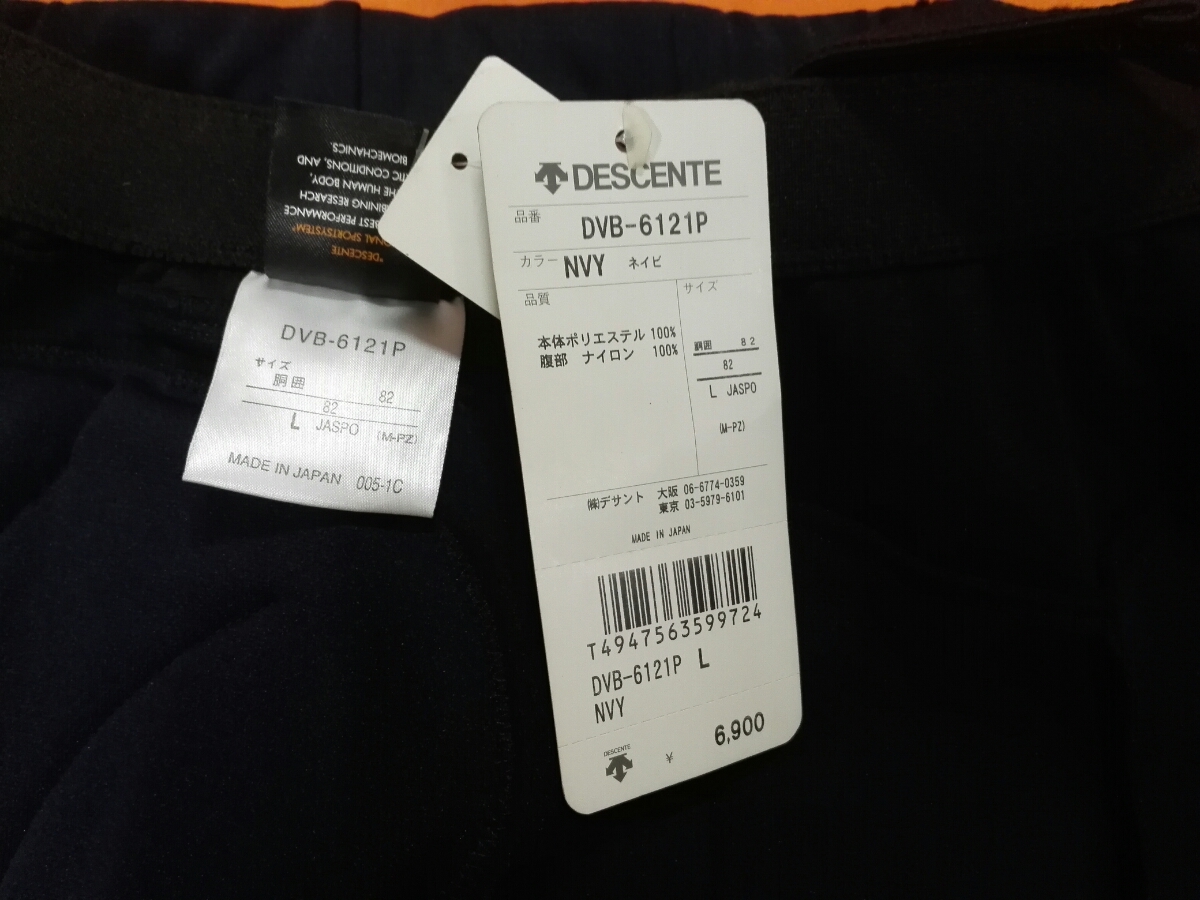 BIOMECHANICS.
TIC CONDITIONS, AND
THE HUMAN BODY,
BINING RESEARCH
BEST PERFORMANCE
ONAL SPORTSYSTEM"
"DESCENTE
DVB-6121P
サイズ
胴囲 82
82
L JASPO (M-PZ)
MADE IN JAPAN 005-1C
DESCENTE
品番 DVB-6121P
カラー NVY ネイビ
品質
サイズ
本体ポリエステル 100%
腹部 ナイロン 100%
胴囲 82
82
L JASPO
(M-PZ)
㈱デサント 大阪 06-6774-0359
東京 03-5979-6101
MADE IN JAPAN
T4947563599724
DVB-6121P L
NVY
DESCENTE
¥ 6,900